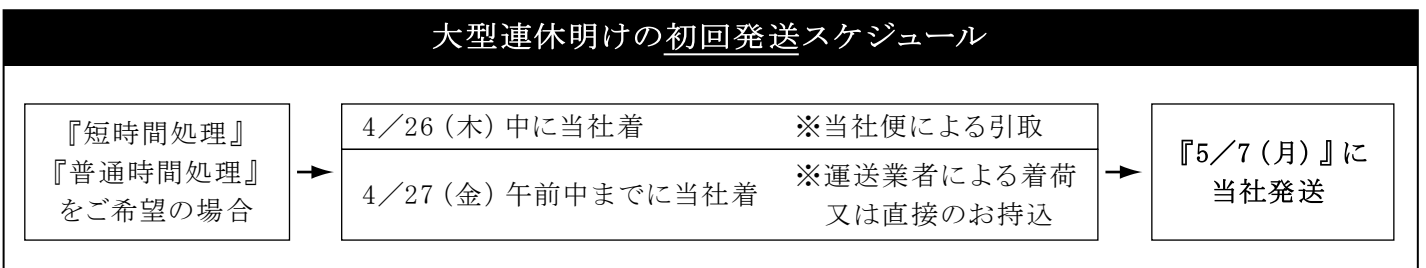 大型連休明けの初回発送スケジュール
『短時間処理』
『普通時間処理』
をご希望の場合
4／26（木）中に当社着　※当社便による引取
4／27（金）午前中までに当社着　※運送業者による着荷
又は直接のお持込
『5／7（月）』に
当社発送